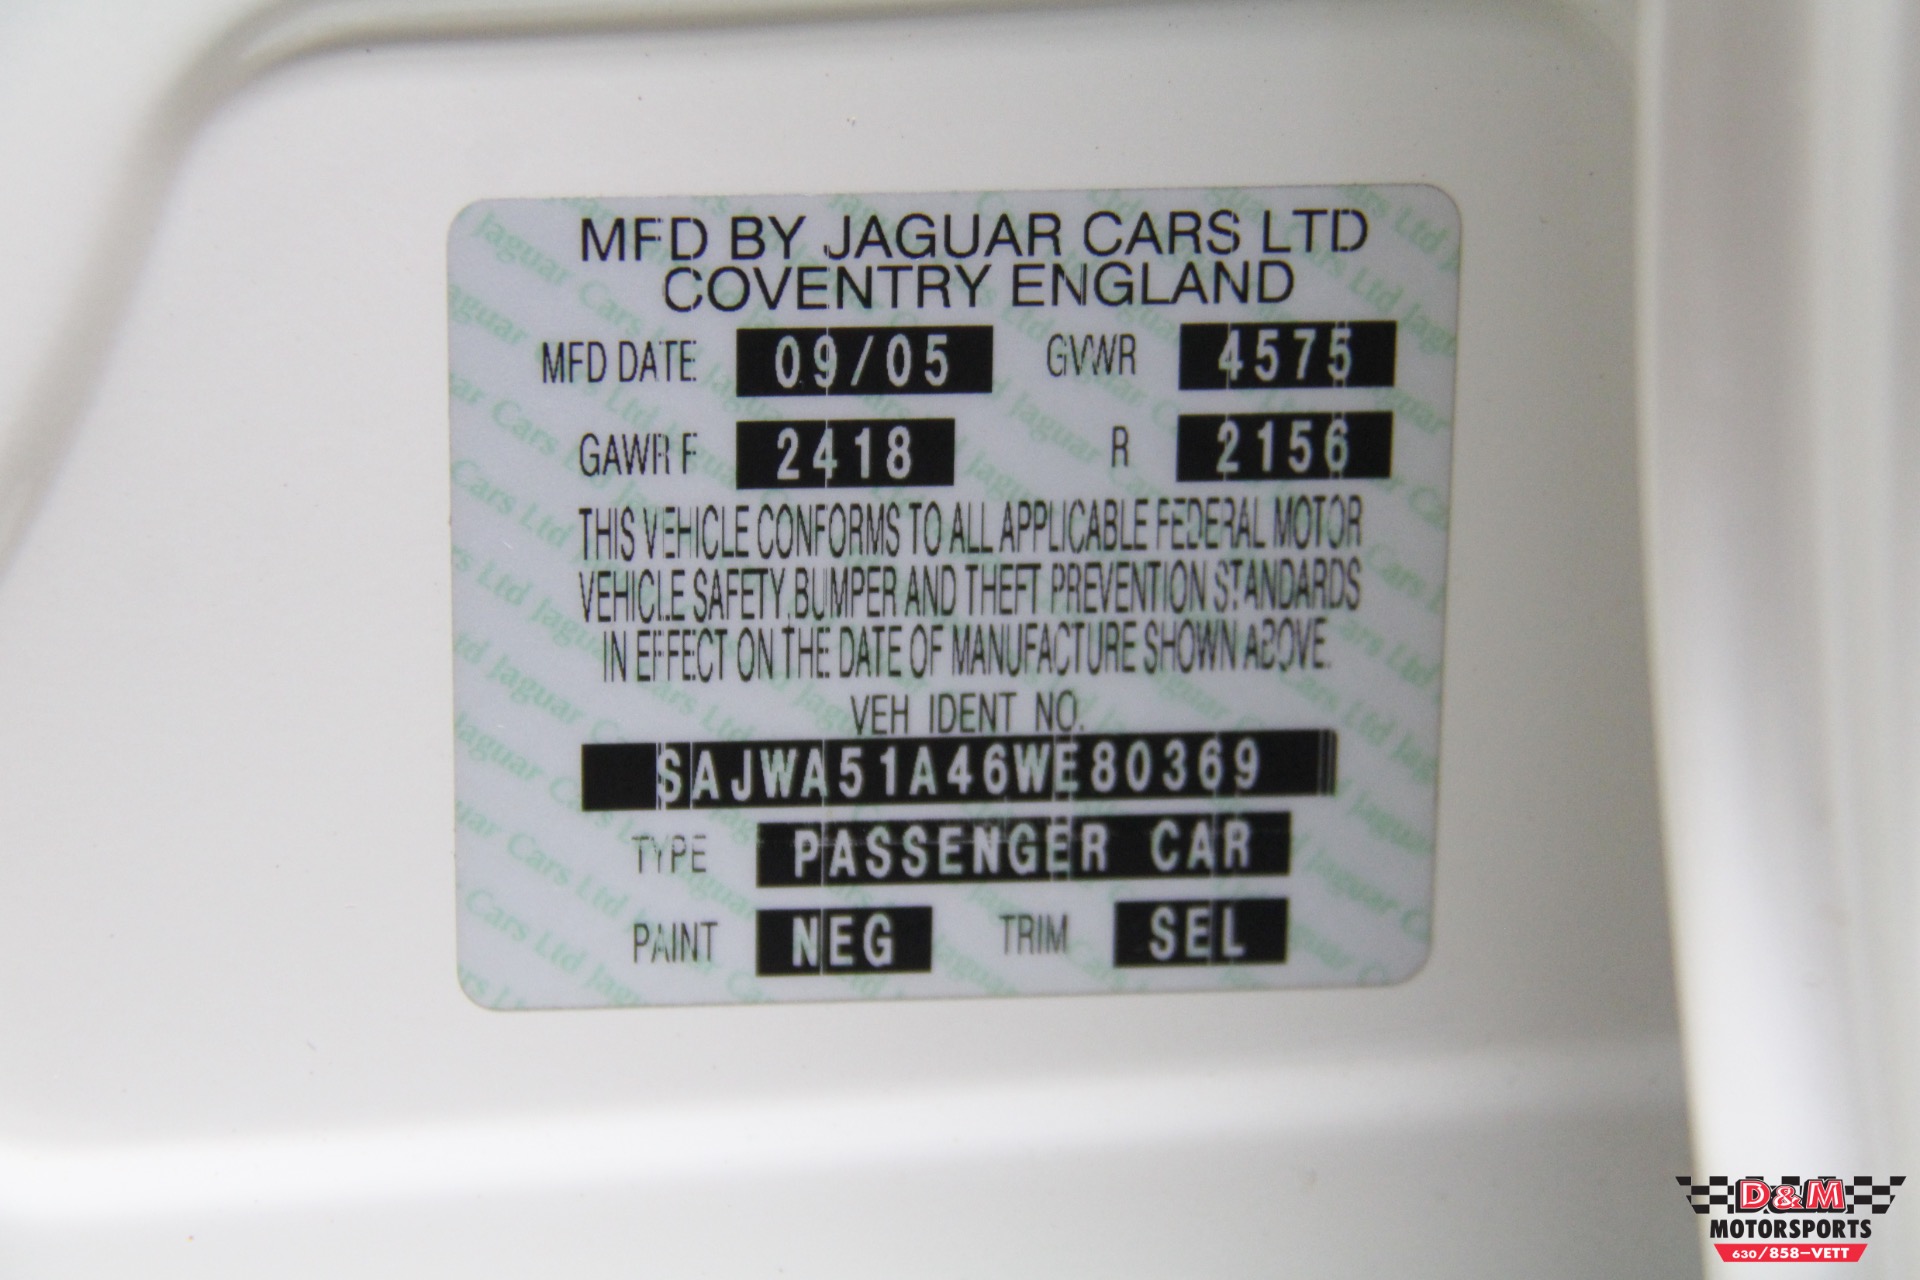 MFD BY JAGUAR CARS LTD
COVENTRY ENGLAND
MFD DATE 09/05 GVWR 4575
GAWR F 2418 R 2156
THIS VEHICLE CONFORMS TO ALL APPLICABLE FEDERAL MOTOR
VEHICLE SAFETY, BUMPER AND THEFT PREVENTION STANDARDS
IN EFFECT ON THE DATE OF MANUFACTURE SHOWN ABOVE.
VEH IDENT NO.
SAJWA51A46WE80369
TYPE PASSENGER CAR
PAINT NEG TRIM SEL
D&M
MOTORSPORTS
630/858-VETT